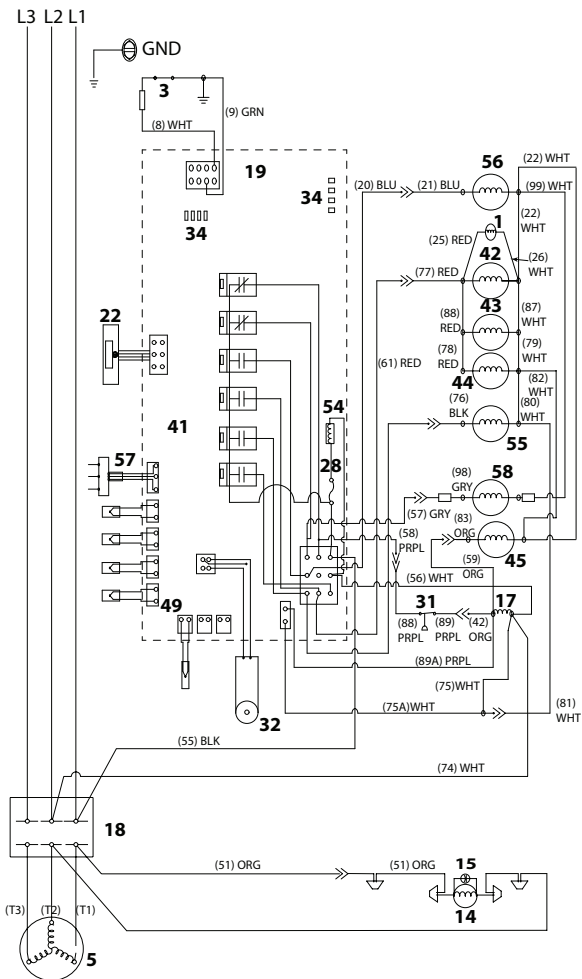 L3 L2 L1
GND
3
(9) GRN
(8) WHT
19
34
34
(20) BLU
(21) BLU
56
(22) WHT
(99) WHT
1
(22)
WHT
(25) RED
(26)
WHT
(77) RED
42
43
(88)
RED
(87)
WHT
22
(61) RED
(78)
RED
44
(79)
WHT
(82)
WHT
(76)
BLK
(80)
WHT
55
54
41
28
57
(98)
GRY
58
(57) GRY
(83)
ORG
(58)
PRPL
(59)
ORG
45
(56) WHT
49
31
17
(88)
PRPL
(89)
PRPL
(42)
ORG
(89A) PRPL
(75)WHT
(75A)WHT
(81)
WHT
32
(55) BLK
(74) WHT
18
(51) ORG
(51) ORG
15
14
(T3)
(T2)
(T1)
5